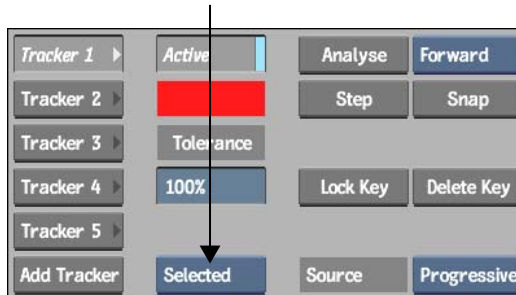 Tracker 1 Active Analyse Forward
Tracker 2 Step Snap
Tracker 3 Tolerance
Tracker 4 100% Lock Key Delete Key
Tracker 5
Add Tracker Selected Source Progressive